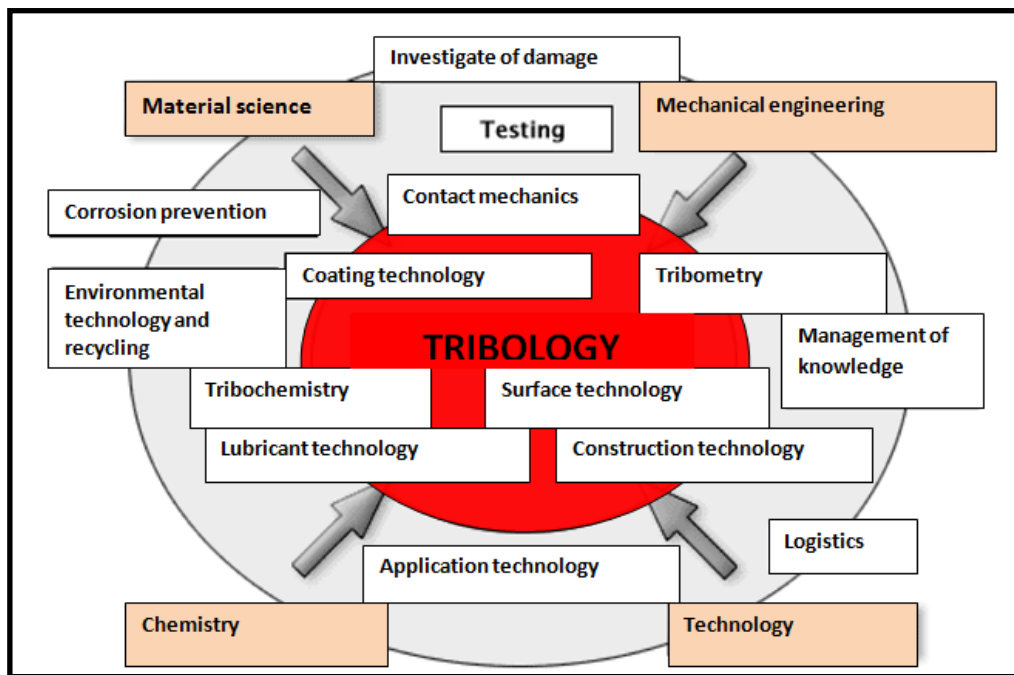 Investigate of damage
Material science
Mechanical engineering
Testing
Contact mechanics
Corrosion prevention
Coating technology
Tribometry
Environmental
technology and
recycling
TRIBOLOGY
Management of
knowledge
Tribochemistry
Surface technology
Lubricant technology
Construction technology
Logistics
Application technology
Chemistry
Technology